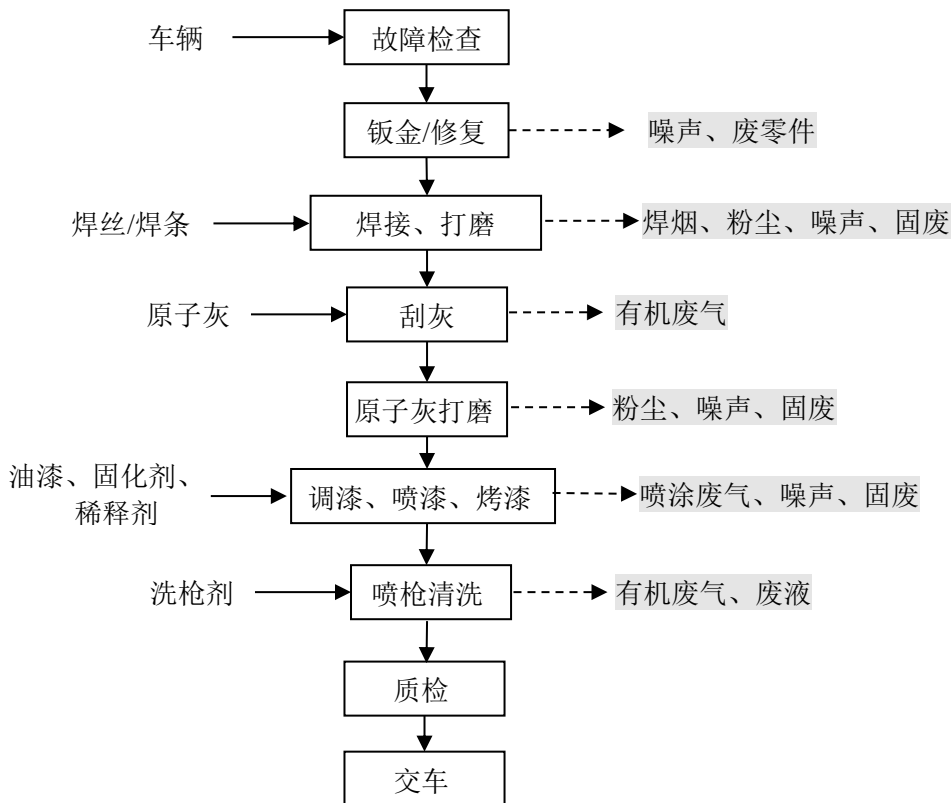 车辆
故障检查
钣金/修复
噪声、废零件
焊丝/焊条
焊接、打磨
焊烟、粉尘、噪声、固废
原子灰
刮灰
有机废气
原子灰打磨
粉尘、噪声、固废
油漆、固化剂、
稀释剂
调漆、喷漆、烤漆
喷涂废气、噪声、固废
洗枪剂
喷枪清洗
有机废气、废液
质检
交车